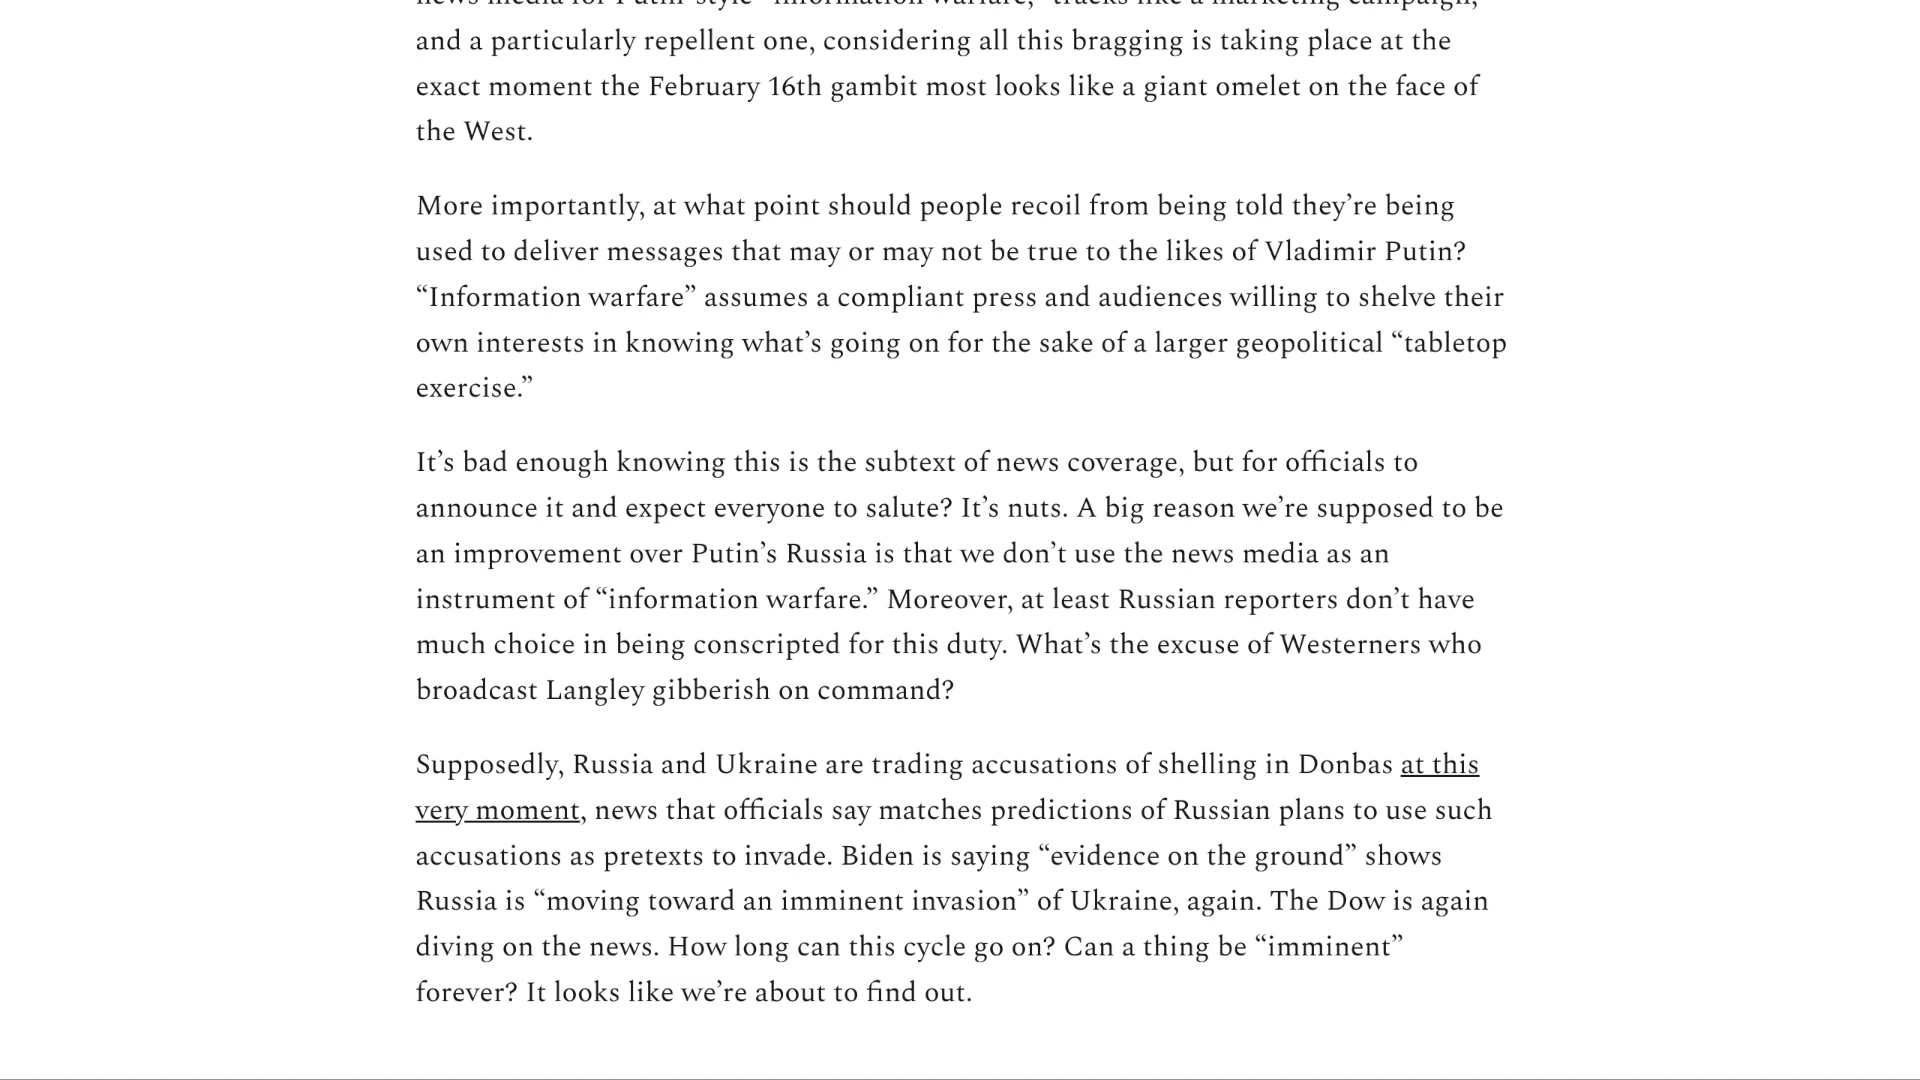 news media for Putin-style “information warfare,” tracks like a marketing campaign,
and a particularly repellent one, considering all this bragging is taking place at the
exact moment the February 16th gambit most looks like a giant omelet on the face of
the West.
More importantly, at what point should people recoil from being told they’re being
used to deliver messages that may or may not be true to the likes of Vladimir Putin?
“Information warfare” assumes a compliant press and audiences willing to shelve their
own interests in knowing what’s going on for the sake of a larger geopolitical “tabletop
exercise.”
It’s bad enough knowing this is the subtext of news coverage, but for officials to
announce it and expect everyone to salute? It’s nuts. A big reason we’re supposed to be
an improvement over Putin’s Russia is that we don’t use the news media as an
instrument of “information warfare.” Moreover, at least Russian reporters don’t have
much choice in being conscripted for this duty. What’s the excuse of Westerners who
broadcast Langley gibberish on command?
Supposedly, Russia and Ukraine are trading accusations of shelling in Donbas at this
very moment, news that officials say matches predictions of Russian plans to use such
accusations as pretexts to invade. Biden is saying “evidence on the ground” shows
Russia is “moving toward an imminent invasion” of Ukraine, again. The Dow is again
diving on the news. How long can this cycle go on? Can a thing be “imminent”
forever? It looks like we’re about to find out.